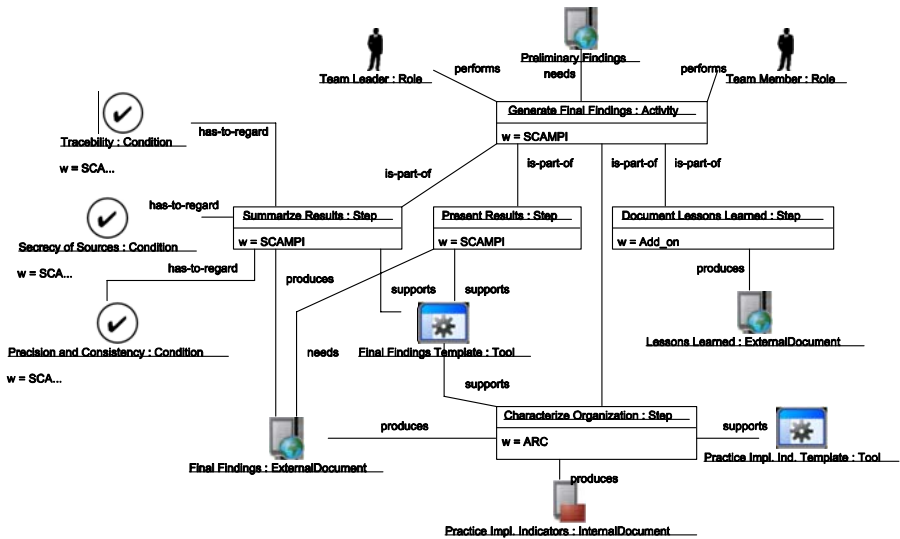 Preliminary Findings
performs
needs
performs
Team Leader : Role
Team Member : Role
Generate Final Findings : Activity
w = SCAMPI
has-to-regard
Tracebility : Condition
w = SCA...
is-part-of
is-part-of
is-part-of
is-part-of
has-to-regard
Summarize Results : Step
w = SCAMPI
Present Results : Step
w = SCAMPI
Document Lessons Learned : Step
w = Add_on
Secrecy of Sources : Condition
w = SCA...
has-to-regard
produces
supports
supports
produces
Precision and Consistency : Condition
w = SCA...
needs
Final Findings Template : Tool
Lessons Learned : ExternalDocument
supports
Characterize Organization : Step
w = ARC
produces
supports
Final Findings : ExternalDocument
Practice Impl. Ind. Template : Tool
produces
Practice Impl. Indicators : InternalDocument